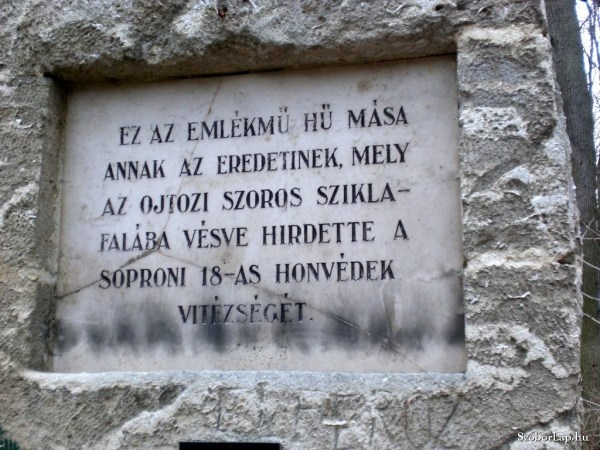 EZ AZ EMLÉKMŰ HŰ MÁSA
ANNAK AZ EREDETINEK, MELY
AZ OJTOZI SZOROS SZIKLA-
FALÁBA VÉSVE HIRDETTE A
SOPRONI 18-AS HONVÉDEK
VITÉZSÉGÉT.
SzoborLap.hu